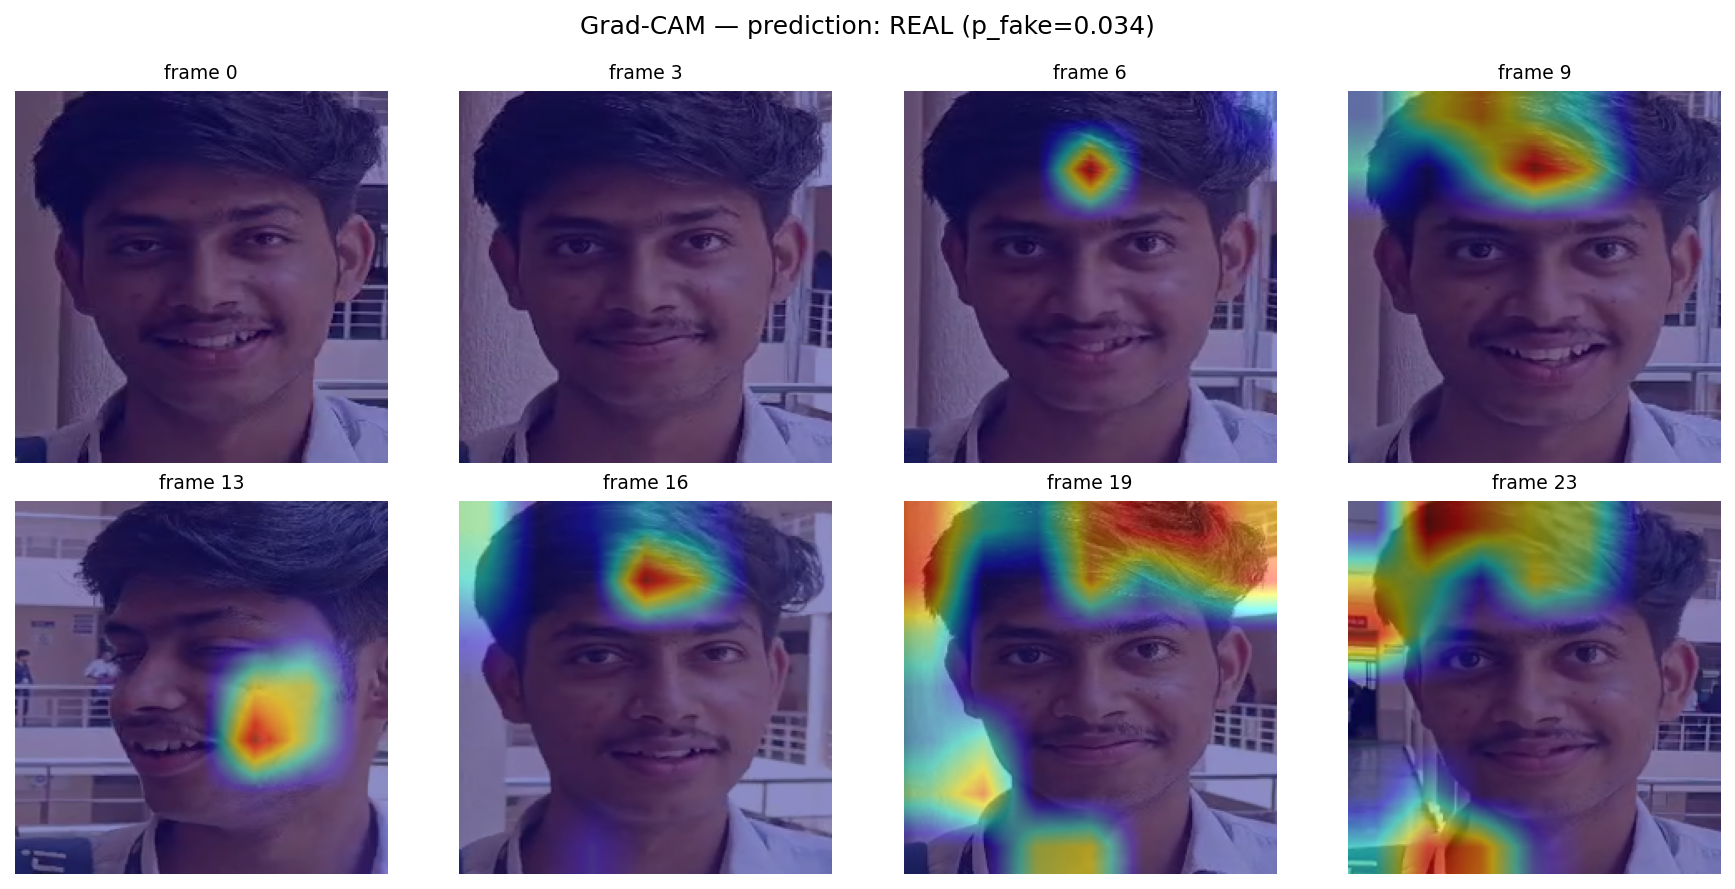 Grad-CAM — prediction: REAL (p_fake=0.034)
frame 0
frame 3
frame 6
frame 9
frame 13
frame 16
frame 19
frame 23